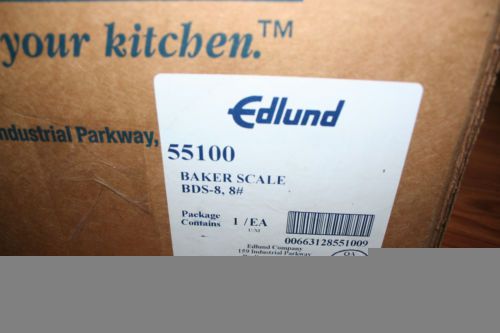 your kitchen.™
Industrial Parkway,
Edlund
55100
BAKER SCALE
BDS-8, 8#
Package
Contains
1 / EA
U/M
00663128551009
Edlund Company
159 Industrial Parkway
QA